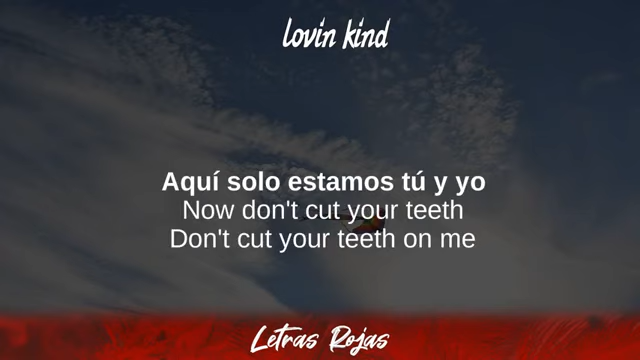 lovin kind
Aquí solo estamos tú y yo
Now don't cut your teeth
Don't cut your teeth on me
Letras Rojas